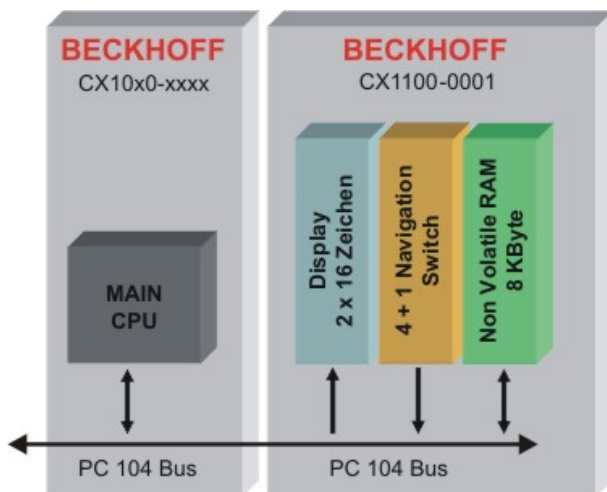 BECKHOFF
CX10x0-xxxx
MAIN
CPU
PC 104 Bus
BECKHOFF
CX1100-0001
Display
2 x 16 Zeichen
4 + 1 Navigation
Switch
Non Volatile RAM
8 KByte
PC 104 Bus